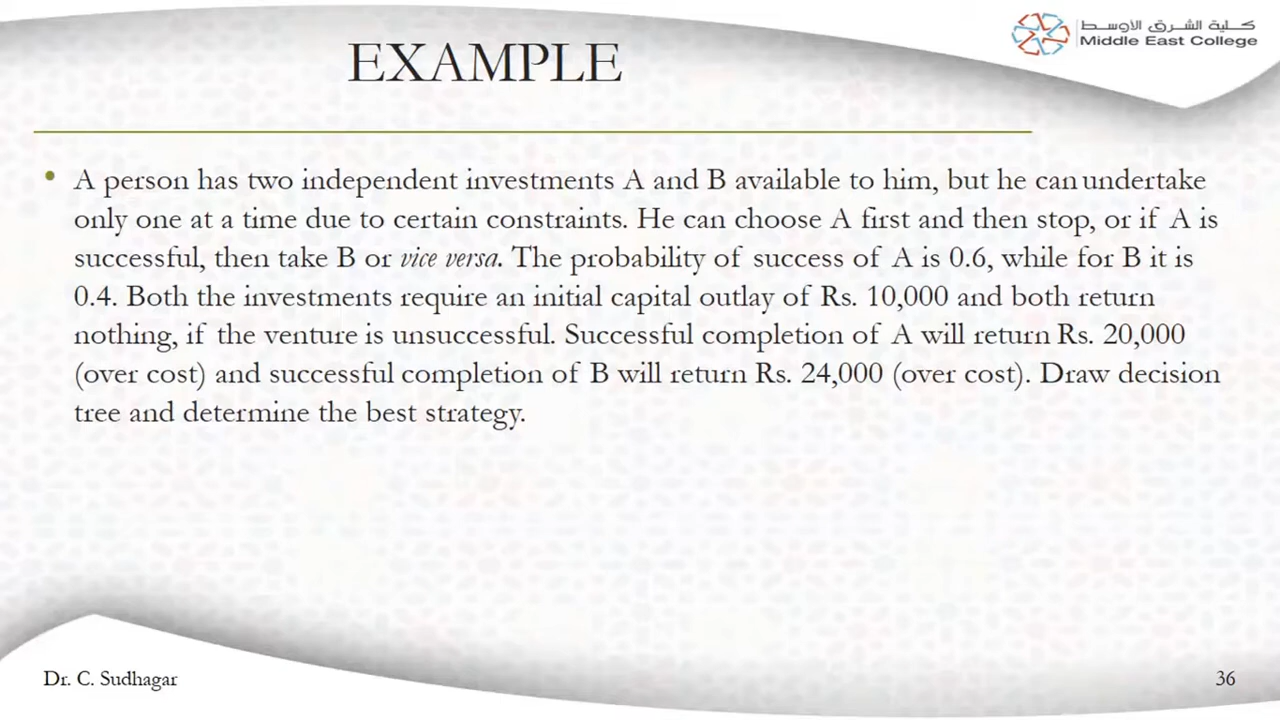 كلية الشرق الأوسط
Middle East College
EXAMPLE
• A person has two independent investments A and B available to him, but he can undertake
only one at a time due to certain constraints. He can choose A first and then stop, or if A is
successful, then take B or vice versa. The probability of success of A is 0.6, while for B it is
0.4. Both the investments require an initial capital outlay of Rs. 10,000 and both return
nothing, if the venture is unsuccessful. Successful completion of A will return Rs. 20,000
(over cost) and successful completion of B will return Rs. 24,000 (over cost). Draw decision
tree and determine the best strategy.
Dr. C. Sudhagar
36